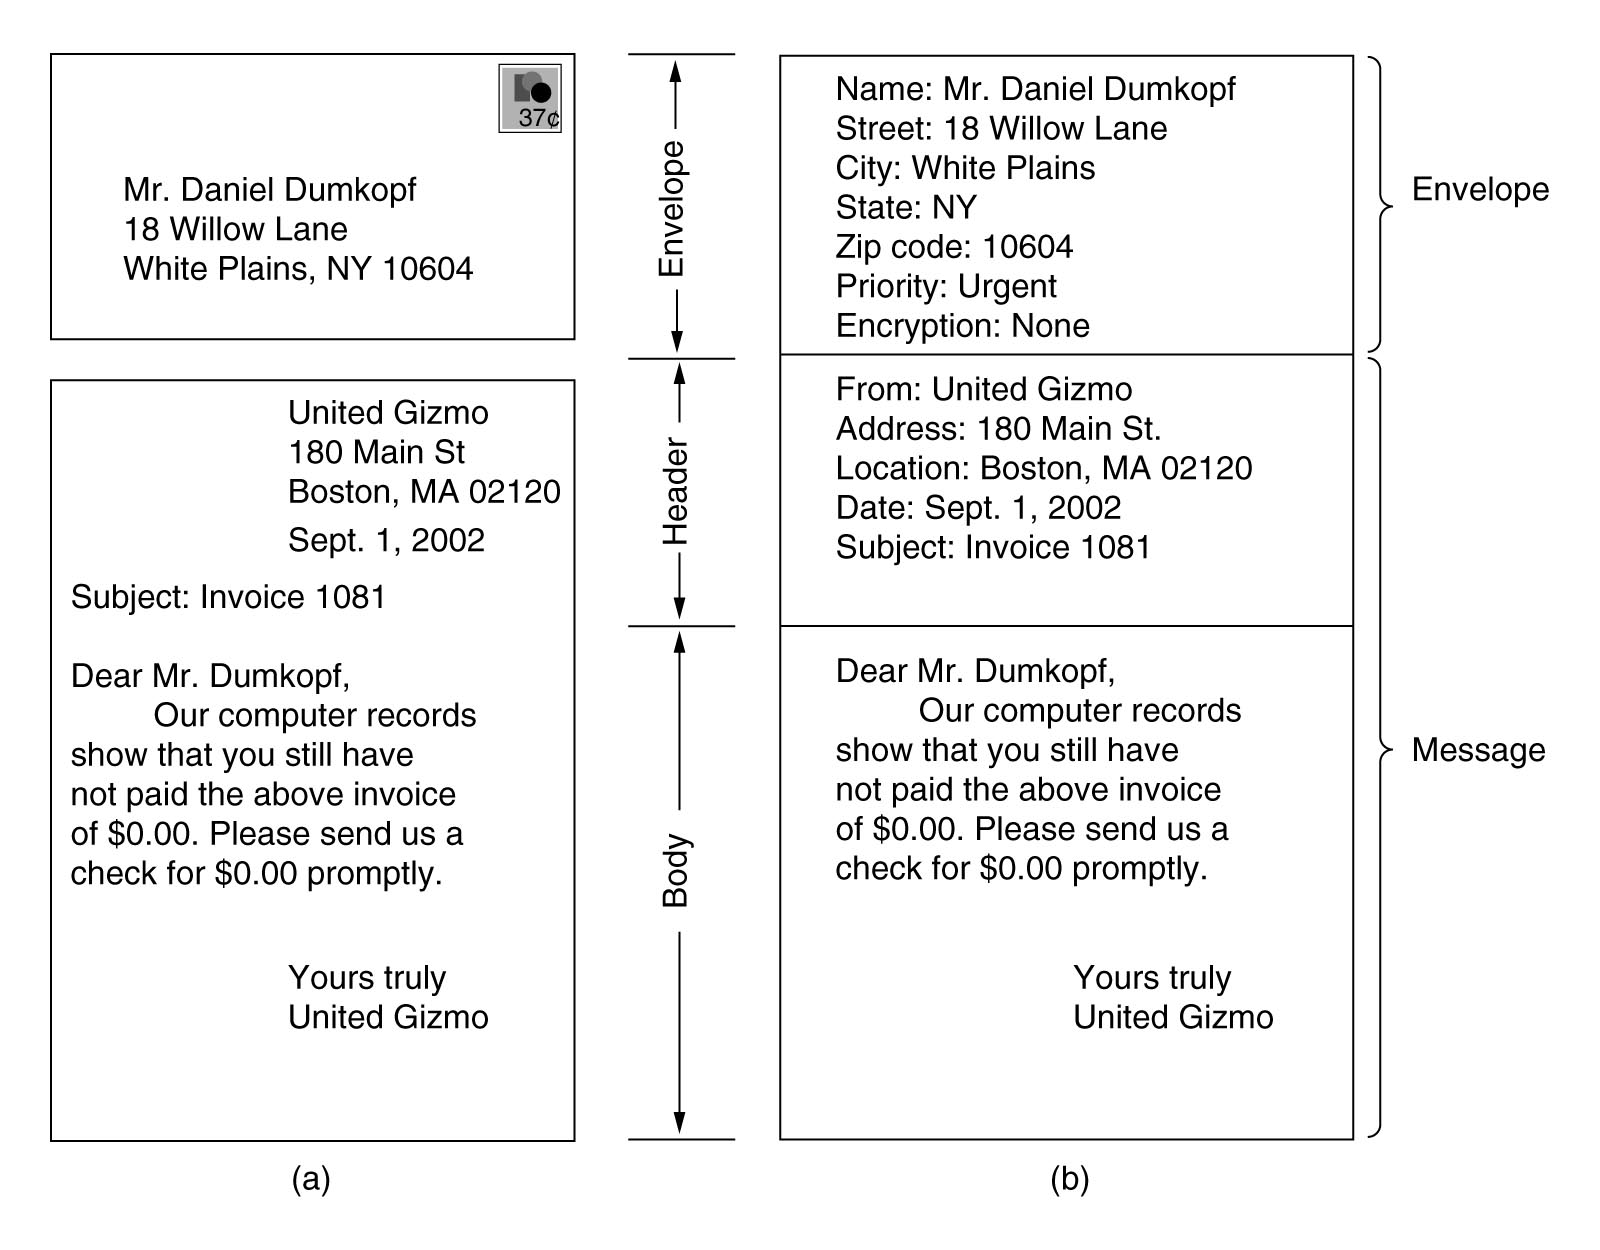 37¢
Mr. Daniel Dumkopf
18 Willow Lane
White Plains, NY 10604
United Gizmo
180 Main St
Boston, MA 02120
Sept. 1, 2002
Subject: Invoice 1081
Dear Mr. Dumkopf,
Our computer records
show that you still have
not paid the above invoice
of $0.00. Please send us a
check for $0.00 promptly.
Yours truly
United Gizmo
(a)
Envelope
Header
Body
Name: Mr. Daniel Dumkopf
Street: 18 Willow Lane
City: White Plains
State: NY
Zip code: 10604
Priority: Urgent
Encryption: None
From: United Gizmo
Address: 180 Main St.
Location: Boston, MA 02120
Date: Sept. 1, 2002
Subject: Invoice 1081
Dear Mr. Dumkopf,
Our computer records
show that you still have
not paid the above invoice
of $0.00. Please send us a
check for $0.00 promptly.
Yours truly
United Gizmo
(b)
Envelope
Message